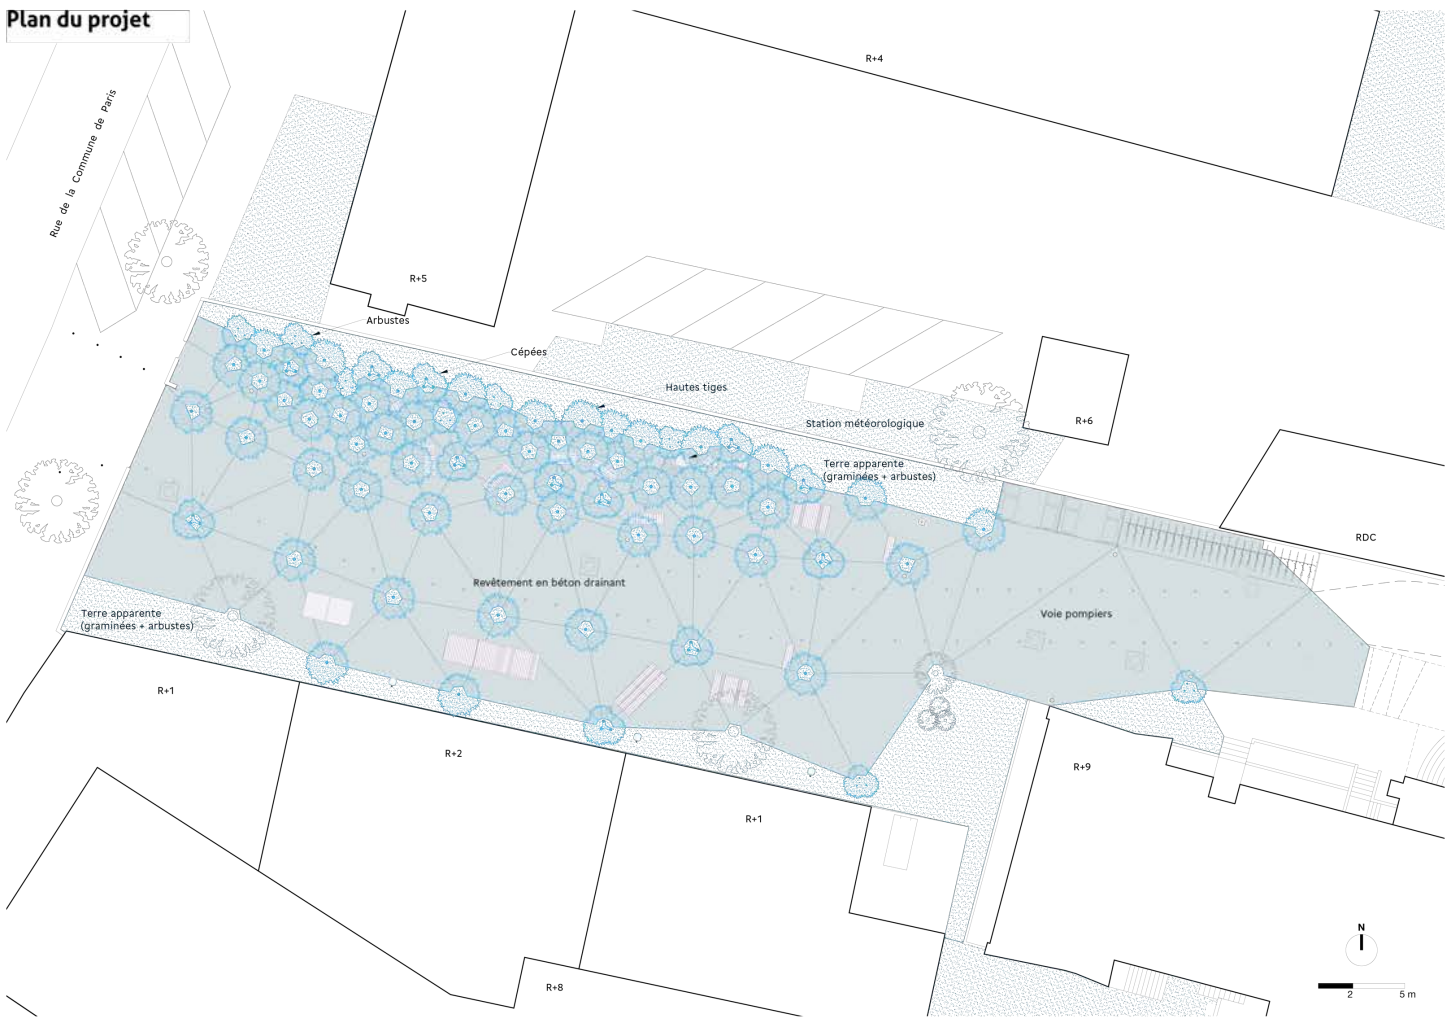 Plan du projet
R+4
Rue de la Commune de Paris
R+5
Arbustes
Cépées
Hautes tiges
Station météorologique
R+6
Terre apparente
(graminées + arbustes)
RDC
Revêtement en béton drainant
Voie pompiers
Terre apparente
(graminées + arbustes)
R+1
R+2
R+9
R+1
R+8
N
2 5 m